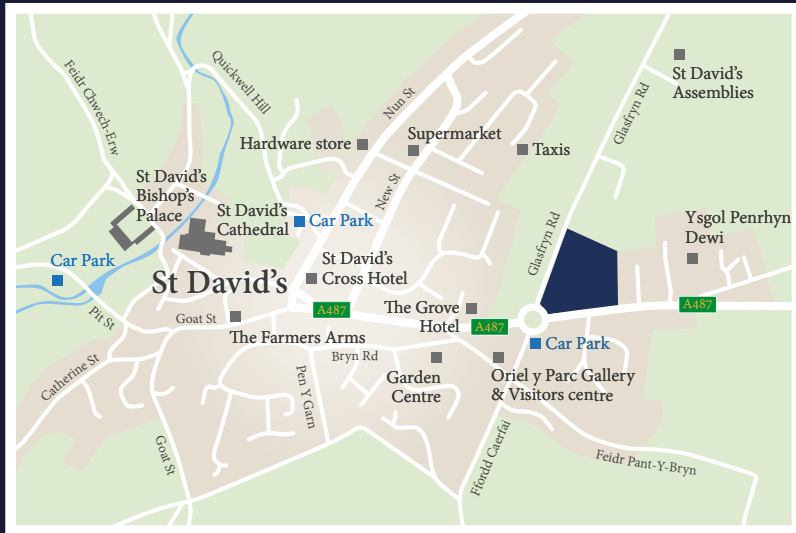 Feidr Chwech-Erw
Quickwell Hill
Nun St
Glasfryn Rd
St David's
Assemblies
Hardware store
Supermarket
Taxis
New St
St David's
Bishop's
Palace
St David's
Cathedral
Car Park
Glasfryn Rd
Ysgol Penrhyn
Dewi
Car Park
St David's
St David's
Cross Hotel
A487
The Grove
Hotel
A487
A487
Pit St
Goat St
The Farmers Arms
Bryn Rd
Car Park
Catherine St
Pen Y Garn
Garden
Centre
Oriel y Parc Gallery
& Visitors centre
Goat St
Ffordd Caerfai
Feidr Pant-Y-Bryn